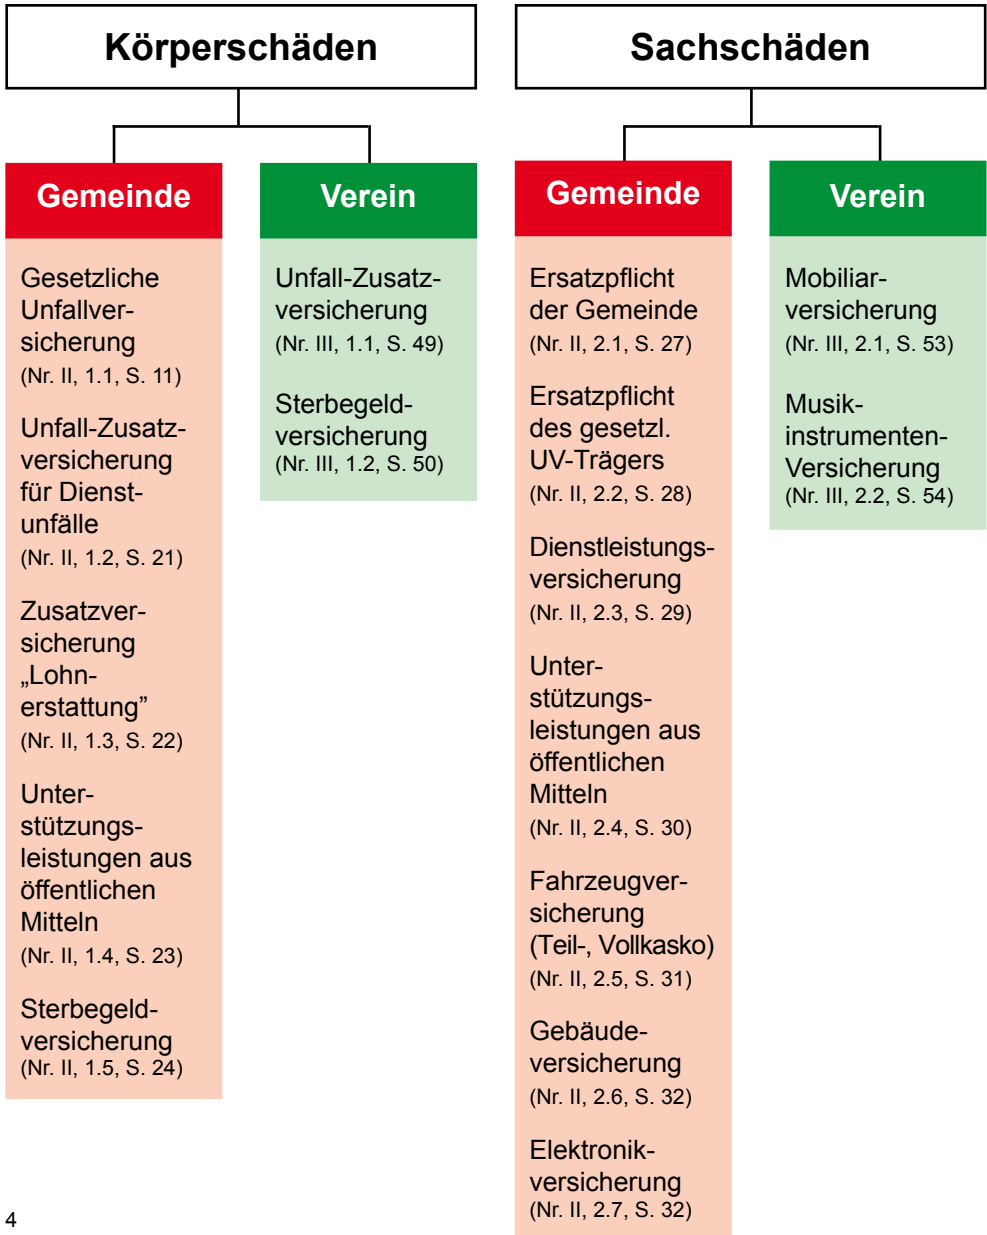 Körperschäden
Gemeinde
Gesetzliche
Unfallver-
sicherung
(Nr. II, 1.1, S. 11)
Unfall-Zusatz-
versicherung
für Dienst-
unfälle
(Nr. II, 1.2, S. 21)
Zusatzver-
sicherung
„Lohn-
erstattung”
(Nr. II, 1.3, S. 22)
Unter-
stützungs-
leistungen aus
öffentlichen
Mitteln
(Nr. II, 1.4, S. 23)
Sterbegeld-
versicherung
(Nr. II, 1.5, S. 24)
Verein
Unfall-Zusatz-
versicherung
(Nr. III, 1.1, S. 49)
Sterbegeld-
versicherung
(Nr. III, 1.2, S. 50)
Sachschäden
Gemeinde
Ersatzpflicht
der Gemeinde
(Nr. II, 2.1, S. 27)
Ersatzpflicht
des gesetzl.
UV-Trägers
(Nr. II, 2.2, S. 28)
Dienstleistungs-
versicherung
(Nr. II, 2.3, S. 29)
Unter-
stützungs-
leistungen aus
öffentlichen
Mitteln
(Nr. II, 2.4, S. 30)
Fahrzeugver-
sicherung
(Teil-, Vollkasko)
(Nr. II, 2.5, S. 31)
Gebäude-
versicherung
(Nr. II, 2.6, S. 32)
Elektronik-
versicherung
(Nr. II, 2.7, S. 32)
Verein
Mobiliar-
versicherung
(Nr. III, 2.1, S. 53)
Musik-
instrumenten-
Versicherung
(Nr. III, 2.2, S. 54)
4